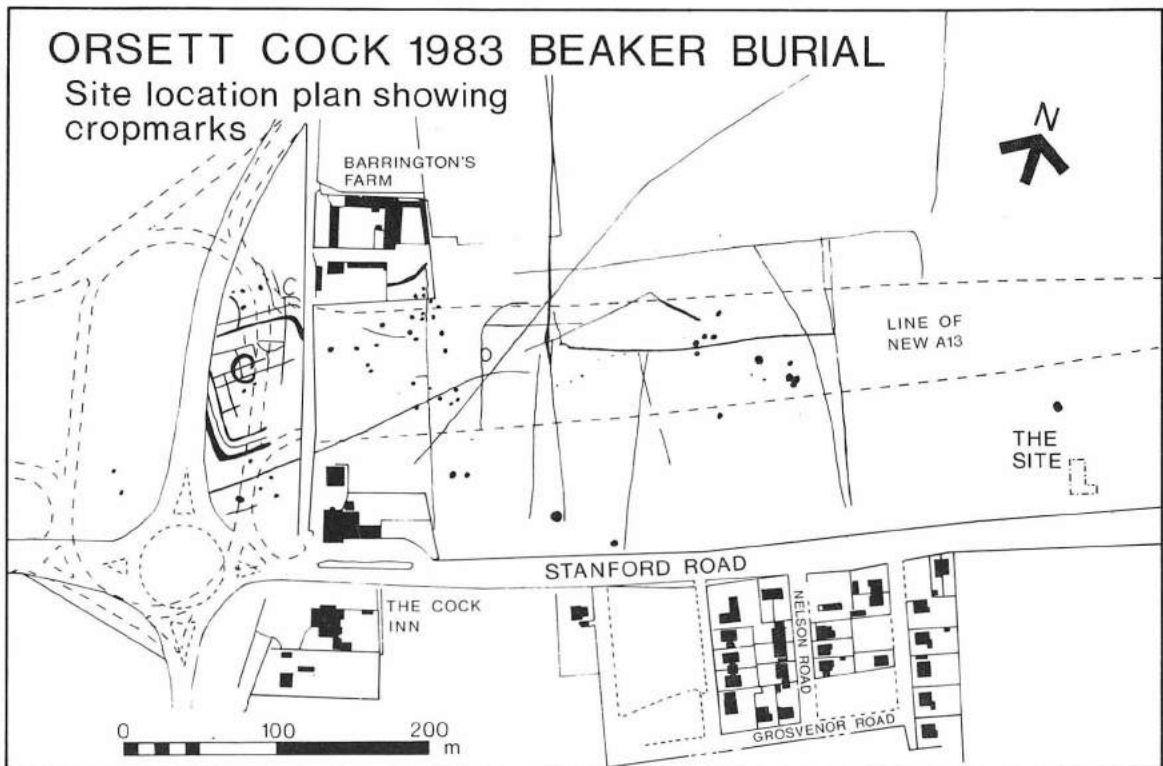 ORSETT COCK 1983 BEAKER BURIAL
Site location plan showing
cropmarks
N
BARRINGTON'S
FARM
LINE OF
NEW A13
THE
SITE
STANFORD ROAD
THE COCK
INN
NELSON ROAD
GROSVENOR ROAD
0 100 200
m